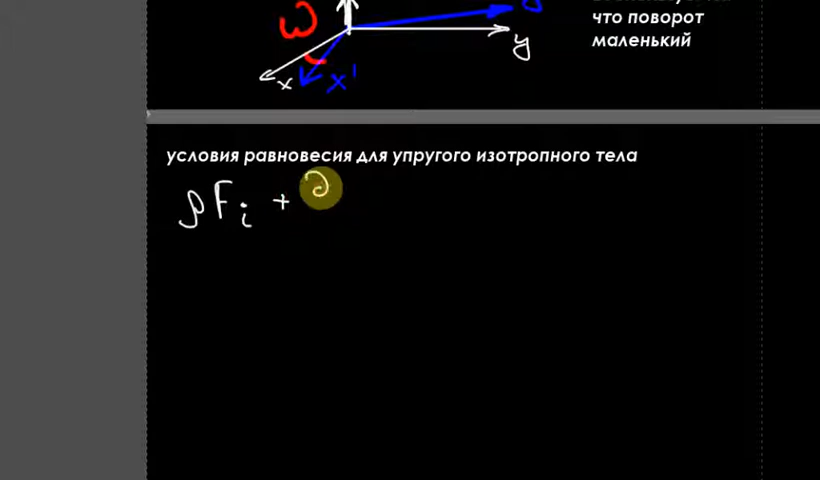 что поворот
маленький
ω
y
x
x'
условия равновесия для упругого изотропного тела
ρFᵢ + ∂